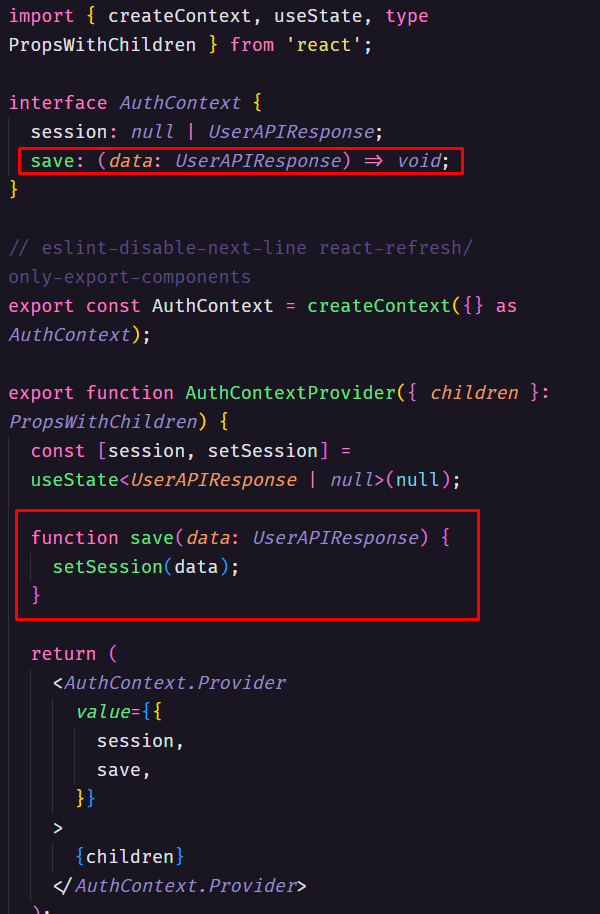 import { createContext, useState, type
PropsWithChildren } from 'react';
interface AuthContext {
session: null | UserAPIResponse;
save: (data: UserAPIResponse) => void;
}
// eslint-disable-next-line react-refresh/
only-export-components
export const AuthContext = createContext({} as
AuthContext);
export function AuthContextProvider({ children }:
PropsWithChildren) {
const [session, setSession] =
useState<UserAPIResponse | null>(null);
function save(data: UserAPIResponse) {
setSession(data);
}
return (
<AuthContext.Provider
value={{
session,
save,
}}
>
{children}
</AuthContext.Provider>
);